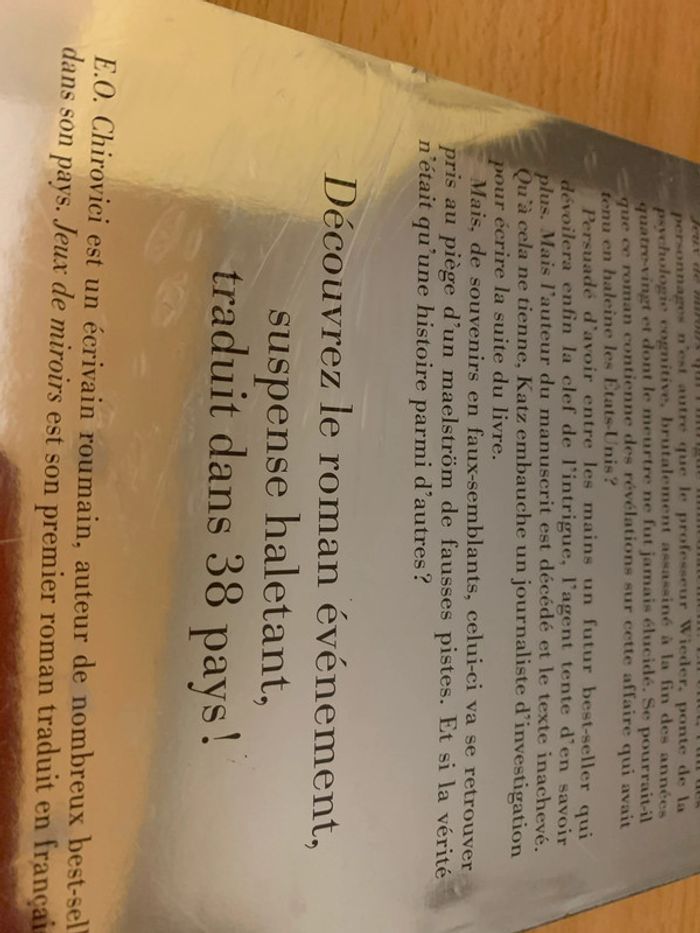 personnages n'est autre que le professeur Wieder, ponte de la
psychologie cognitive, brutalement assassiné à la fin des années
quatre-vingt et dont le meurtre ne fut jamais élucidé. Se pourrait-il
que ce roman contienne des révélations sur cette affaire qui avait
tenu en haleine les États-Unis ?
Persuadé d'avoir entre les mains un futur best-seller qui
dévoilera enfin la clef de l'intrigue, l'agent tente d'en savoir
plus. Mais l'auteur du manuscrit est décédé et le texte inachevé.
Qu'à cela ne tienne, Katz embauche un journaliste d'investigation
pour écrire la suite du livre.
Mais, de souvenirs en faux-semblants, celui-ci va se retrouver
pris au piège d'un maelström de fausses pistes. Et si la vérité
n'était qu'une histoire parmi d'autres ?
Découvrez le roman événement,
suspense haletant,
traduit dans 38 pays !
E.O. Chirovici est un écrivain roumain, auteur de nombreux best-sell
dans son pays. Jeux de miroirs est son premier roman traduit en françai